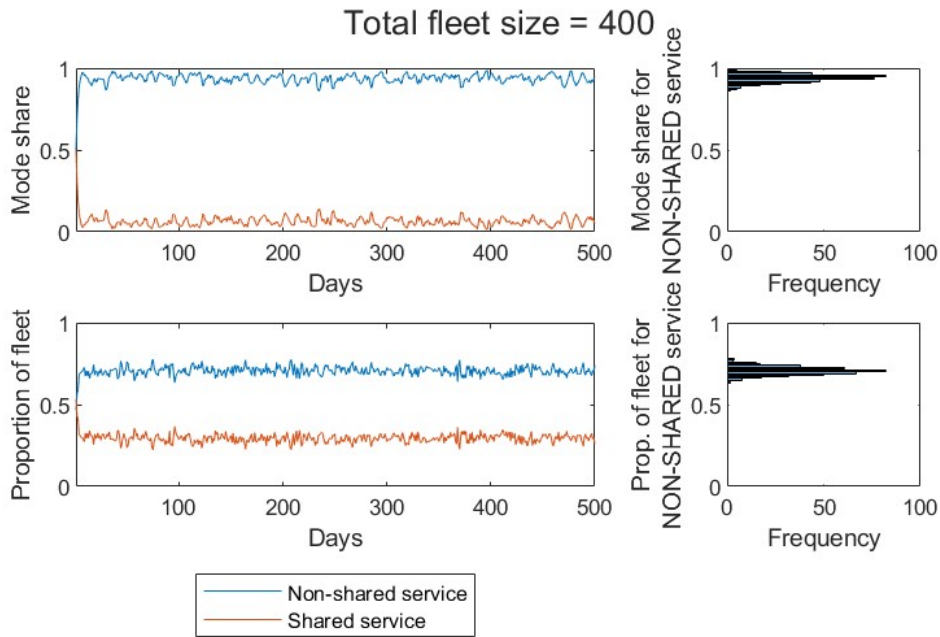 Total fleet size = 400
Mode share
1
0.5
0
100
200
300
400
500
Days
Mode share for
NON-SHARED service
1
0.5
0
0
50
100
Frequency
Proportion of fleet
1
0.5
0
100
200
300
400
500
Days
Prop. of fleet for
NON-SHARED service
1
0.5
0
0
50
100
Frequency
Non-shared service
Shared service